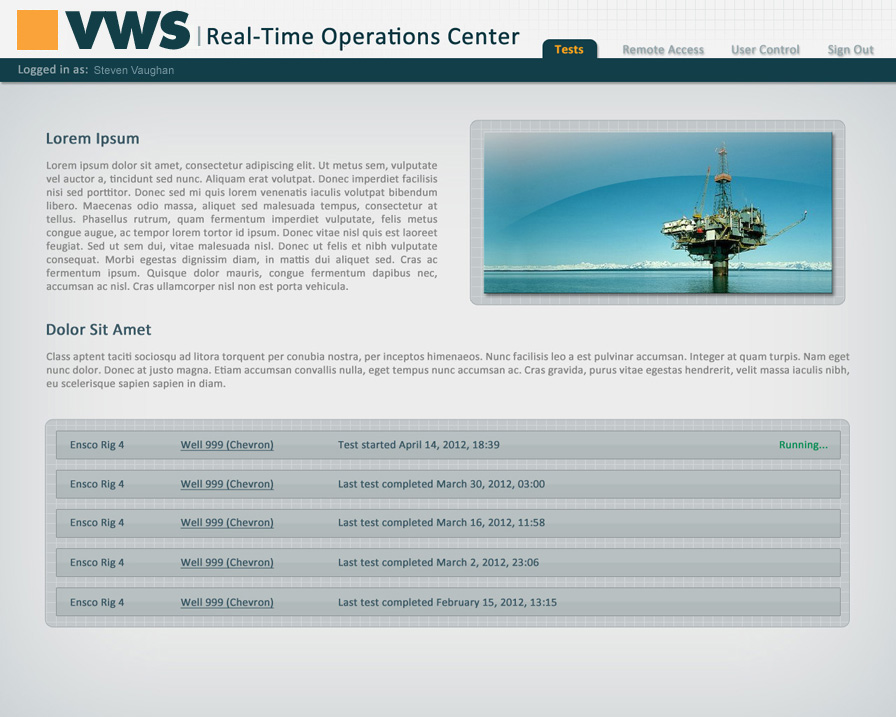 VWS | Real-Time Operations Center
Tests Remote Access User Control Sign Out
Logged in as: Steven Vaughan
Lorem Ipsum
Lorem ipsum dolor sit amet, consectetur adipiscing elit. Ut metus sem, vulputate
vel auctor a, tincidunt sed nunc. Aliquam erat volutpat. Donec imperdiet facilisis
nisi sed porttitor. Donec sed mi quis lorem venenatis iaculis volutpat bibendum
libero. Maecenas odio massa, aliquet sed malesuada tempus, consectetur at
tellus. Phasellus rutrum, quam fermentum imperdiet vulputate, felis metus
congue augue, ac tempor lorem tortor id ipsum. Donec vitae nisl quis est laoreet
feugiat. Sed ut sem dui, vitae malesuada nisl. Donec ut felis et nibh vulputate
consequat. Morbi egestas dignissim diam, in mattis dui aliquet sed. Cras ac
fermentum ipsum. Quisque dolor mauris, congue fermentum dapibus nec,
accumsan ac nisl. Cras ullamcorper nisl non est porta vehicula.
Dolor Sit Amet
Class aptent taciti sociosqu ad litora torquent per conubia nostra, per inceptos himenaeos. Nunc facilisis leo a est pulvinar accumsan. Integer at quam turpis. Nam eget
nunc dolor. Donec at justo magna. Etiam accumsan convallis nulla, eget tempus nunc accumsan ac. Cras gravida, purus vitae egestas hendrerit, velit massa iaculis nibh,
eu scelerisque sapien sapien in diam.
Ensco Rig 4 Well 999 (Chevron) Test started April 14, 2012, 18:39 Running...
Ensco Rig 4 Well 999 (Chevron) Last test completed March 30, 2012, 03:00
Ensco Rig 4 Well 999 (Chevron) Last test completed March 16, 2012, 11:58
Ensco Rig 4 Well 999 (Chevron) Last test completed March 2, 2012, 23:06
Ensco Rig 4 Well 999 (Chevron) Last test completed February 15, 2012, 13:15